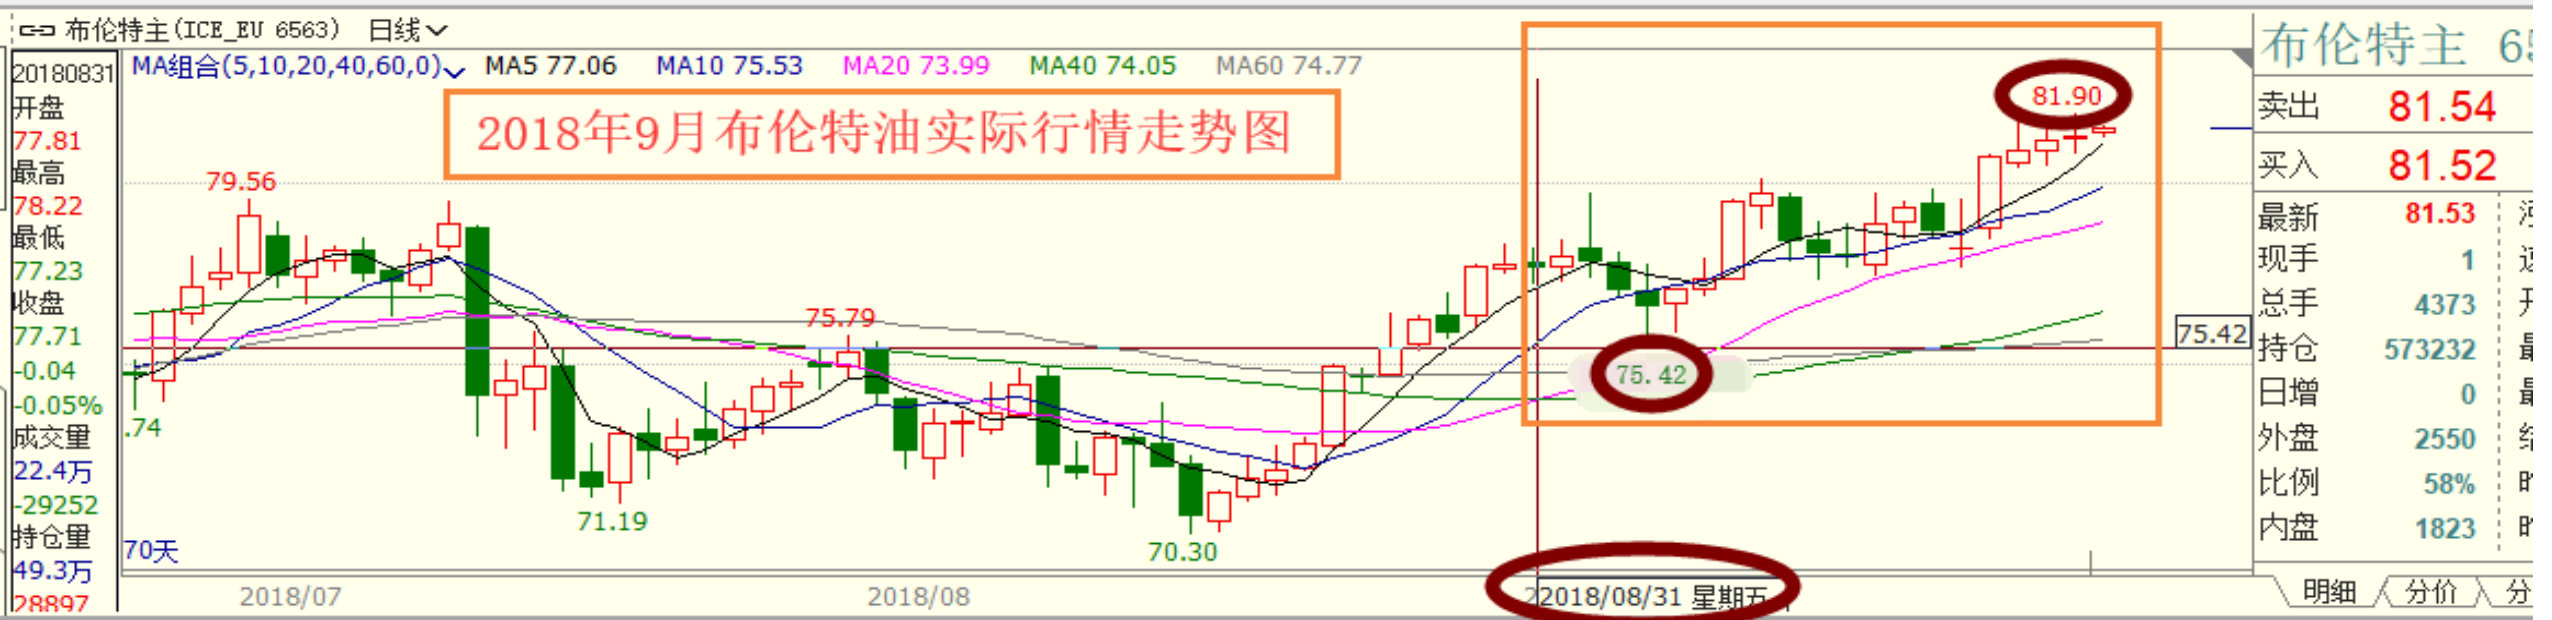 布伦特主(ICE_EU 6563) 日线
MA组合(5,10,20,40,60,0) MA5 77.06 MA10 75.53 MA20 73.99 MA40 74.05 MA60 74.77
2018年9月布伦特油实际行情走势图
20180831
开盘
77.81
最高
78.22
最低
77.23
收盘
77.71
-0.04
-0.05%
成交量
22.4万
-29252
持仓量
49.3万
28897
79.56
81.90
75.79
75.42
75.42
.74
71.19
70.30
70天
2018/07
2018/08
2018/08/31 星期五
布伦特主
卖出 81.54
买入 81.52
最新 81.53
现手 1
总手 4373
持仓 573232
日增 0
外盘 2550
比例 58%
内盘 1823
明细 分价 分